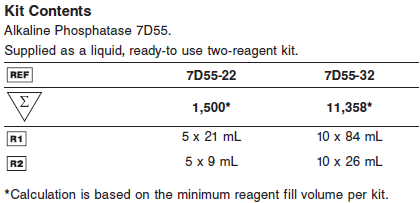 Kit Contents
Alkaline Phosphatase 7D55.
Supplied as a liquid, ready-to use two-reagent kit.
REF 7D55-22 7D55-32
Σ 1,500* 11,358*
R1 5 x 21 mL 10 x 84 mL
R2 5 x 9 mL 10 x 26 mL
*Calculation is based on the minimum reagent fill volume per kit.